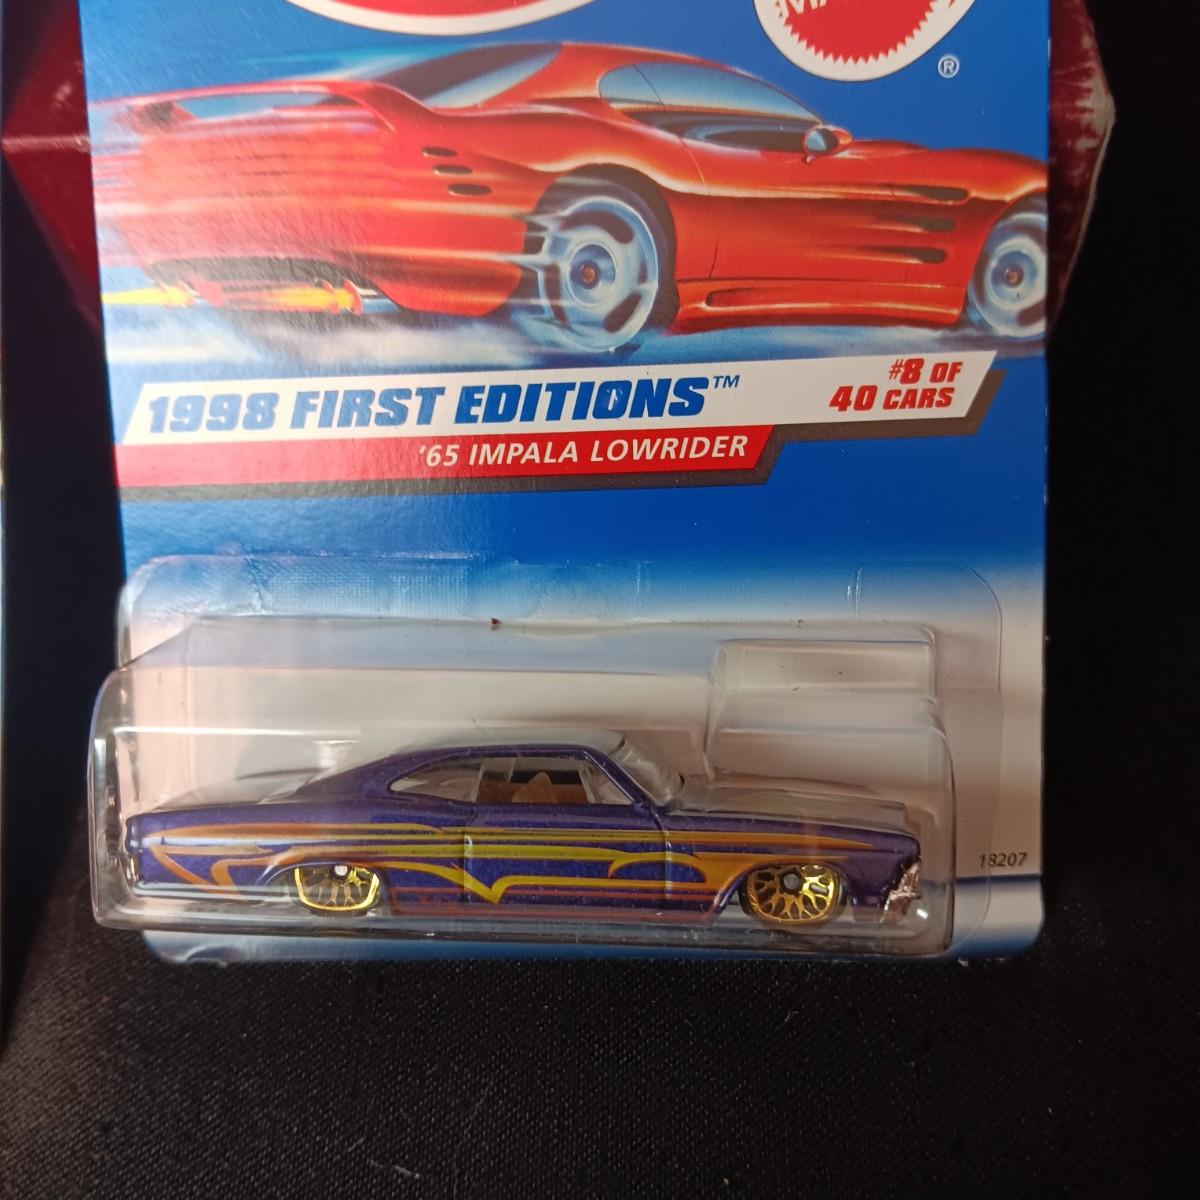 ®
1998 FIRST EDITIONS™
#8 OF
40 CARS
'65 IMPALA LOWRIDER
18207